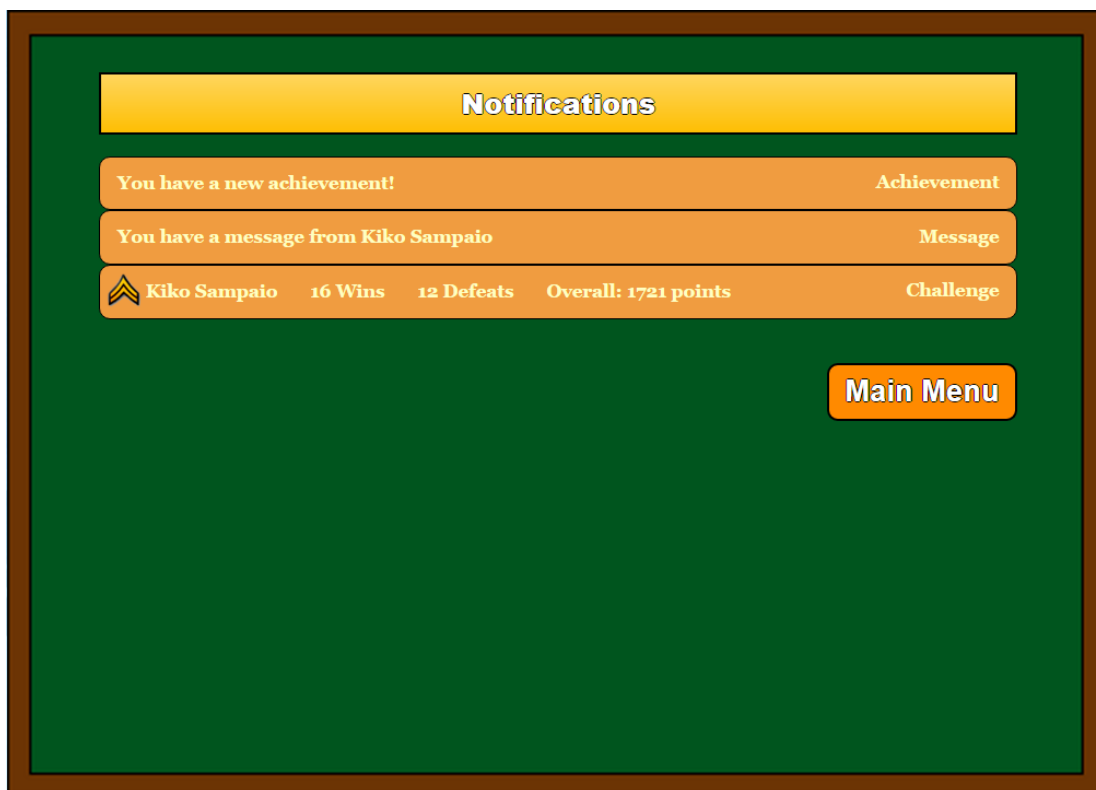 Notifications
You have a new achievement! Achievement
You have a message from Kiko Sampaio Message
Kiko Sampaio 16 Wins 12 Defeats Overall: 1721 points Challenge
Main Menu